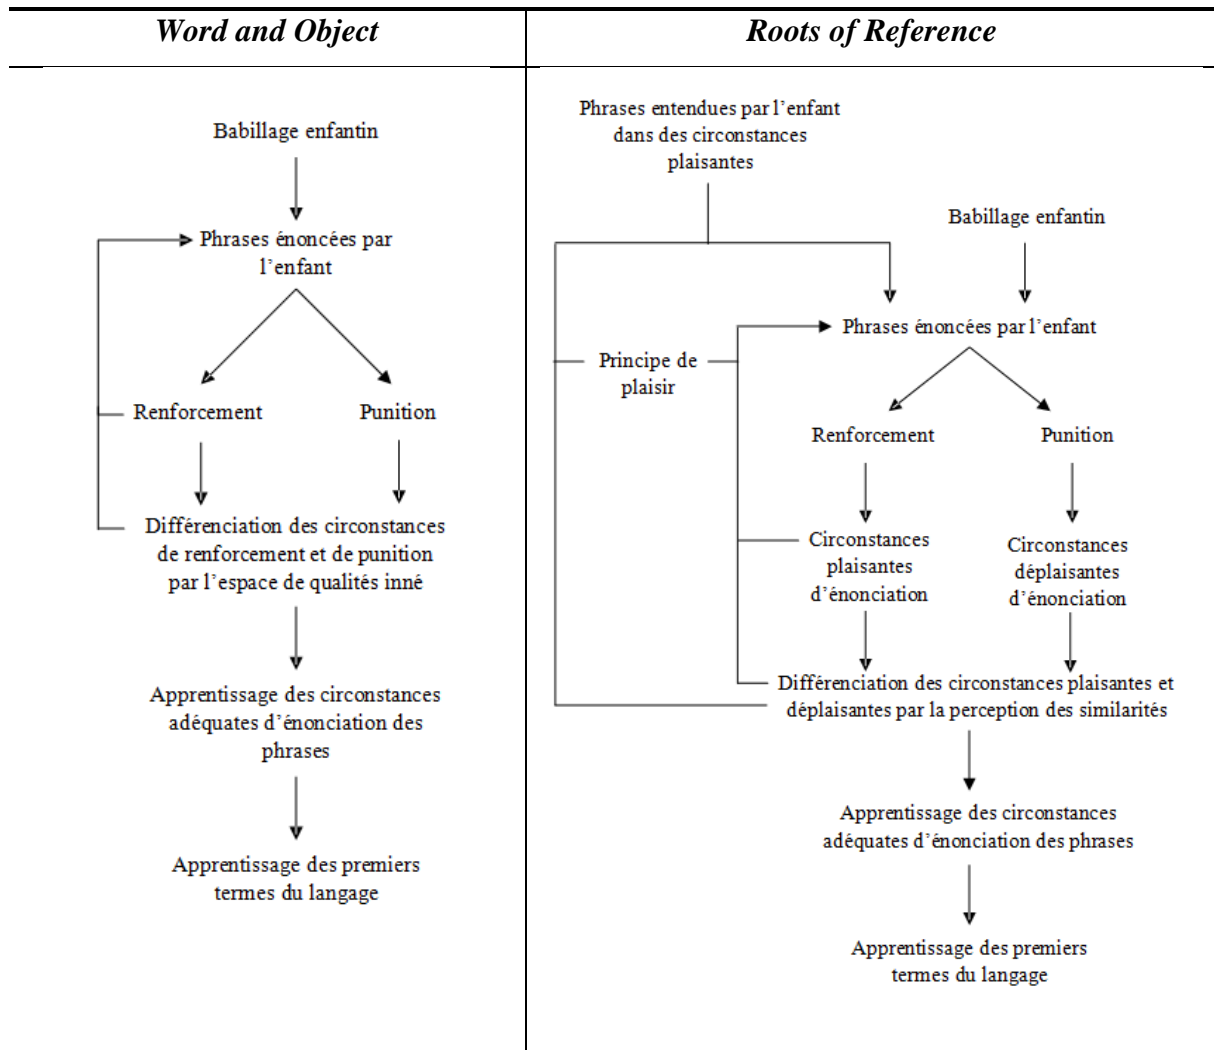 Word and Object
Babillage enfantin
Phrases énoncées par
l'enfant
Renforcement
Punition
Différenciation des circonstances
de renforcement et de punition
par l'espace de qualités inné
Apprentissage des circonstances
adéquates d'énonciation des
phrases
Apprentissage des premiers
termes du langage
Roots of Reference
Phrases entendues par l'enfant
dans des circonstances
plaisantes
Babillage enfantin
Phrases énoncées par l'enfant
Principe de
plaisir
Renforcement
Punition
Circonstances
plaisantes
d'énonciation
Circonstances
déplaisantes
d'énonciation
Différenciation des circonstances plaisantes et
déplaisantes par la perception des similarités
Apprentissage des circonstances
adéquates d'énonciation des phrases
Apprentissage des premiers
termes du langage